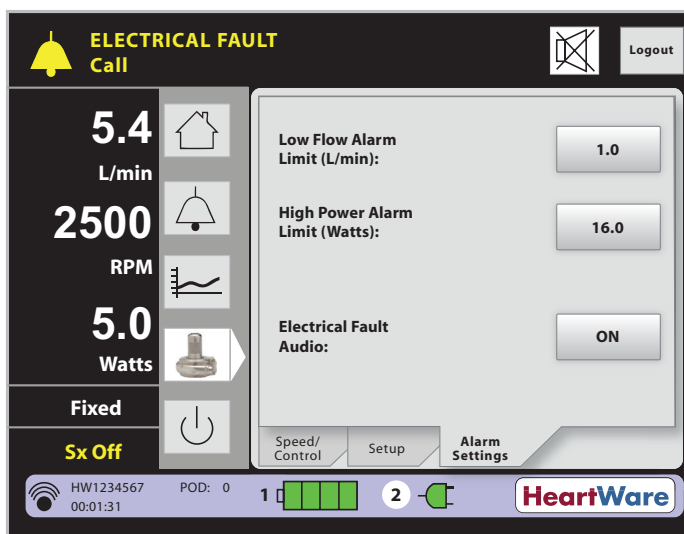 ELECTRICAL FAULT
Call
Logout
5.4
L/min
2500
RPM
5.0
Watts
Fixed
Sx Off
Low Flow Alarm
Limit (L/min):
1.0
High Power Alarm
Limit (Watts):
16.0
Electrical Fault
Audio:
ON
Speed/
Control
Setup
Alarm
Settings
HW1234567
00:01:31
POD: 0
1
2
HeartWare